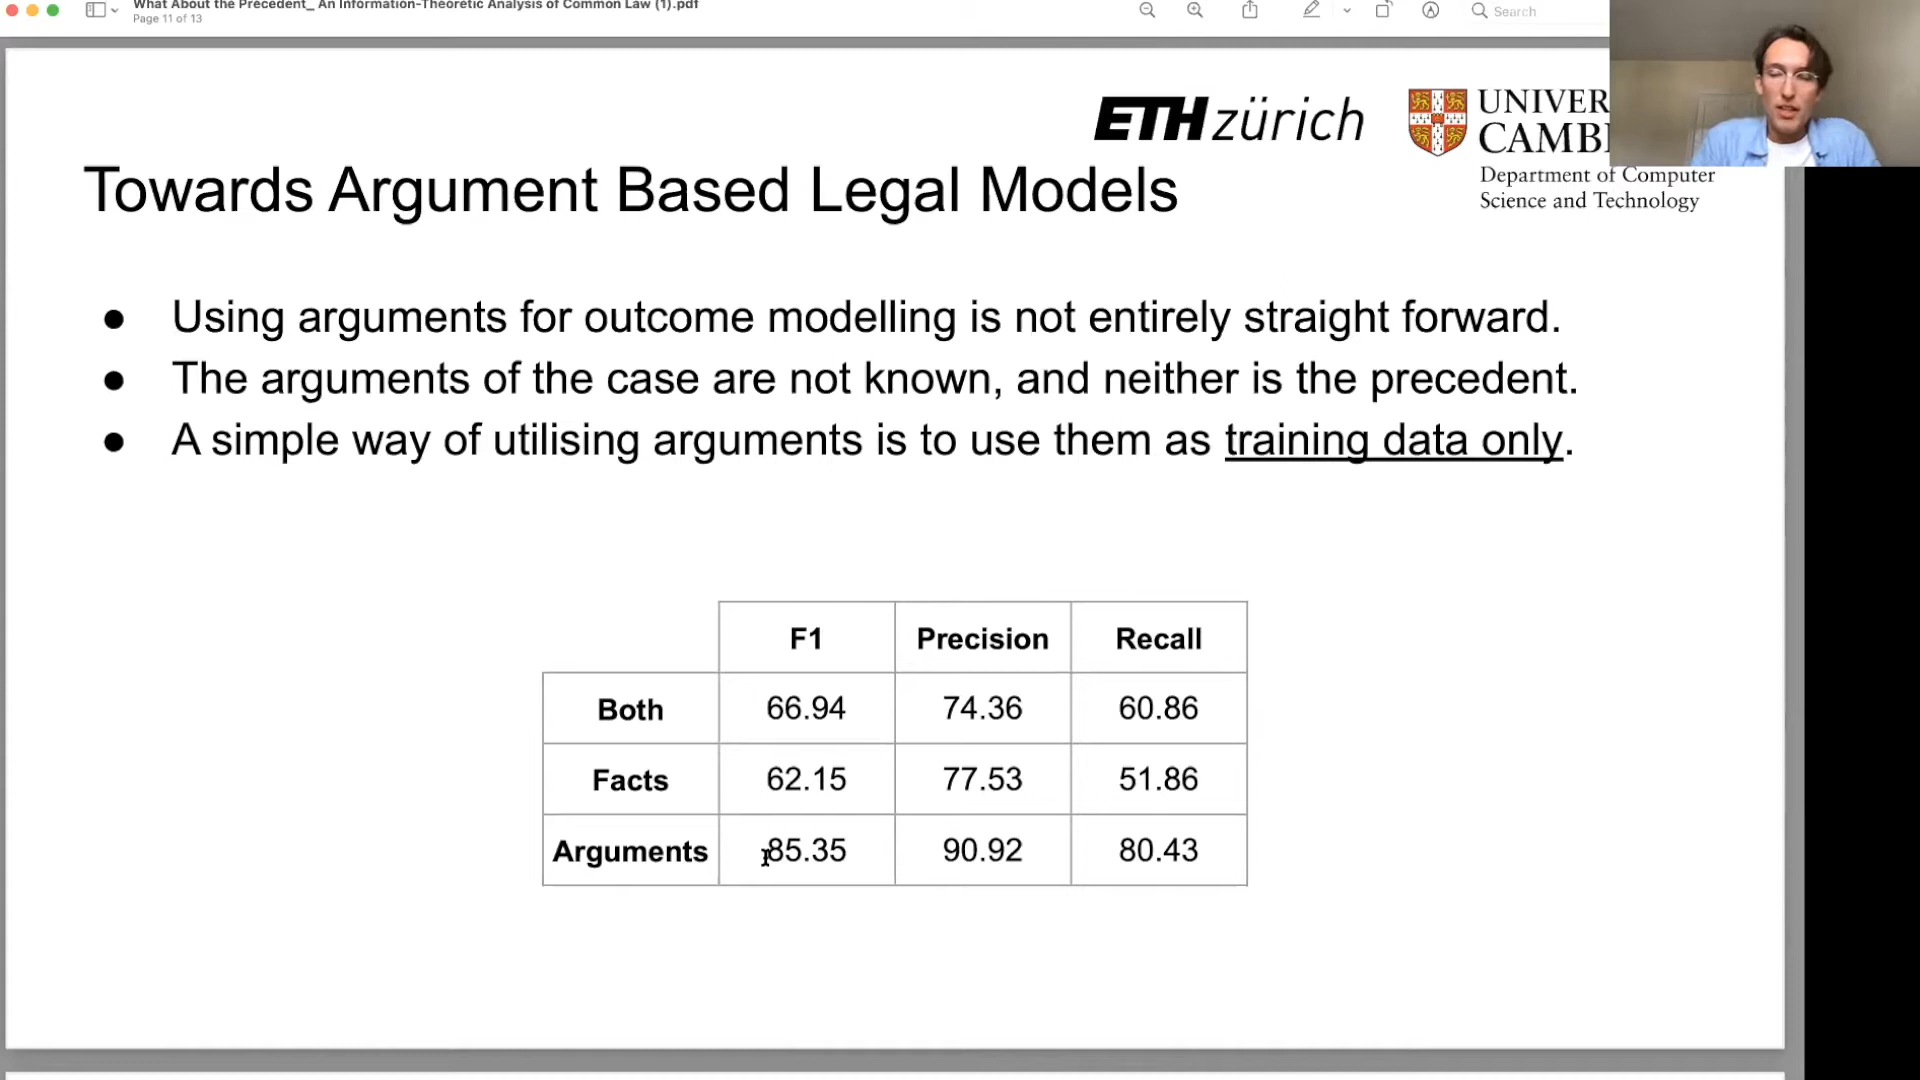 What About the Precedent_ An Information-Theoretic Analysis of Common Law (1).pdf
Page 11 of 13
Search
ETH zürich
UNIVER
CAMB
Department of Computer
Science and Technology
Towards Argument Based Legal Models
● Using arguments for outcome modelling is not entirely straight forward.
● The arguments of the case are not known, and neither is the precedent.
● A simple way of utilising arguments is to use them as training data only.
F1 Precision Recall
Both 66.94 74.36 60.86
Facts 62.15 77.53 51.86
Arguments 85.35 90.92 80.43